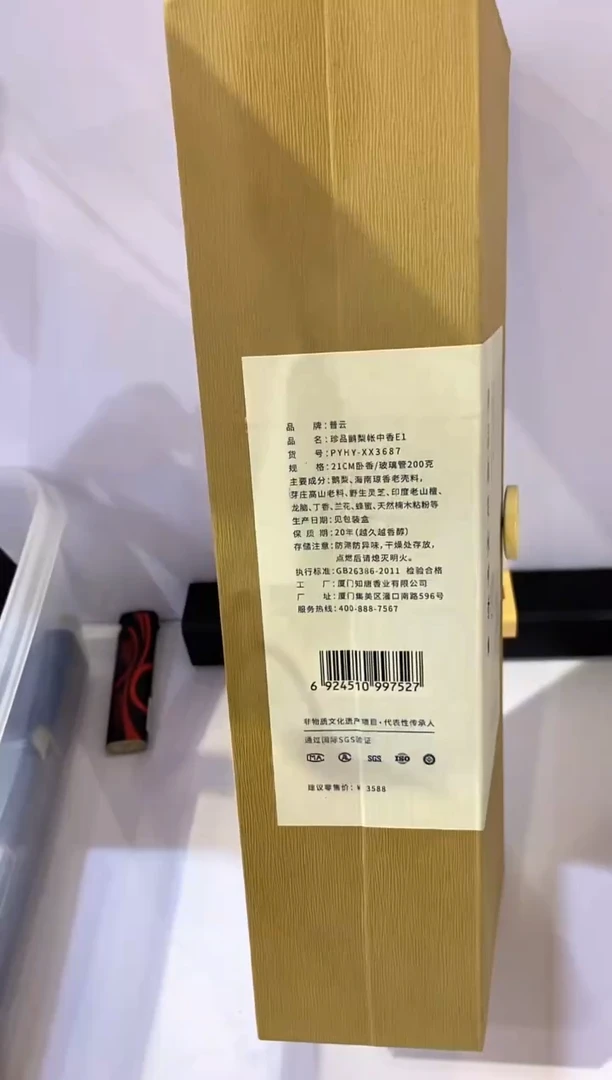 品 牌:普云
品 名:珍品鹅梨帐中香E1
货 号:PYHY-XX3687
规 格:21CM卧香/玻璃管200克
主要成分:鹅梨、海南琼香老壳料,
芽庄高山老料、野生灵芝、印度老山檀、
龙脑、丁香、兰花、蜂蜜、天然楠木粘粉等
生产日期:见包装盒
保 质 期:20年(越久越香醇)
存储注意:防潮防异味,干燥处存放,
点燃后请熄灭明火。
执行标准:GB26386-2011 检验合格
工 厂:厦门知唐香业有限公司
厂 址:厦门集美区灌口南路596号
服务热线:400-888-7567
6 924510 997527
非物质文化遗产项目·代表性传承人
通过国际SGS验证
MA SGS ISO
建议零售价:¥ 3588